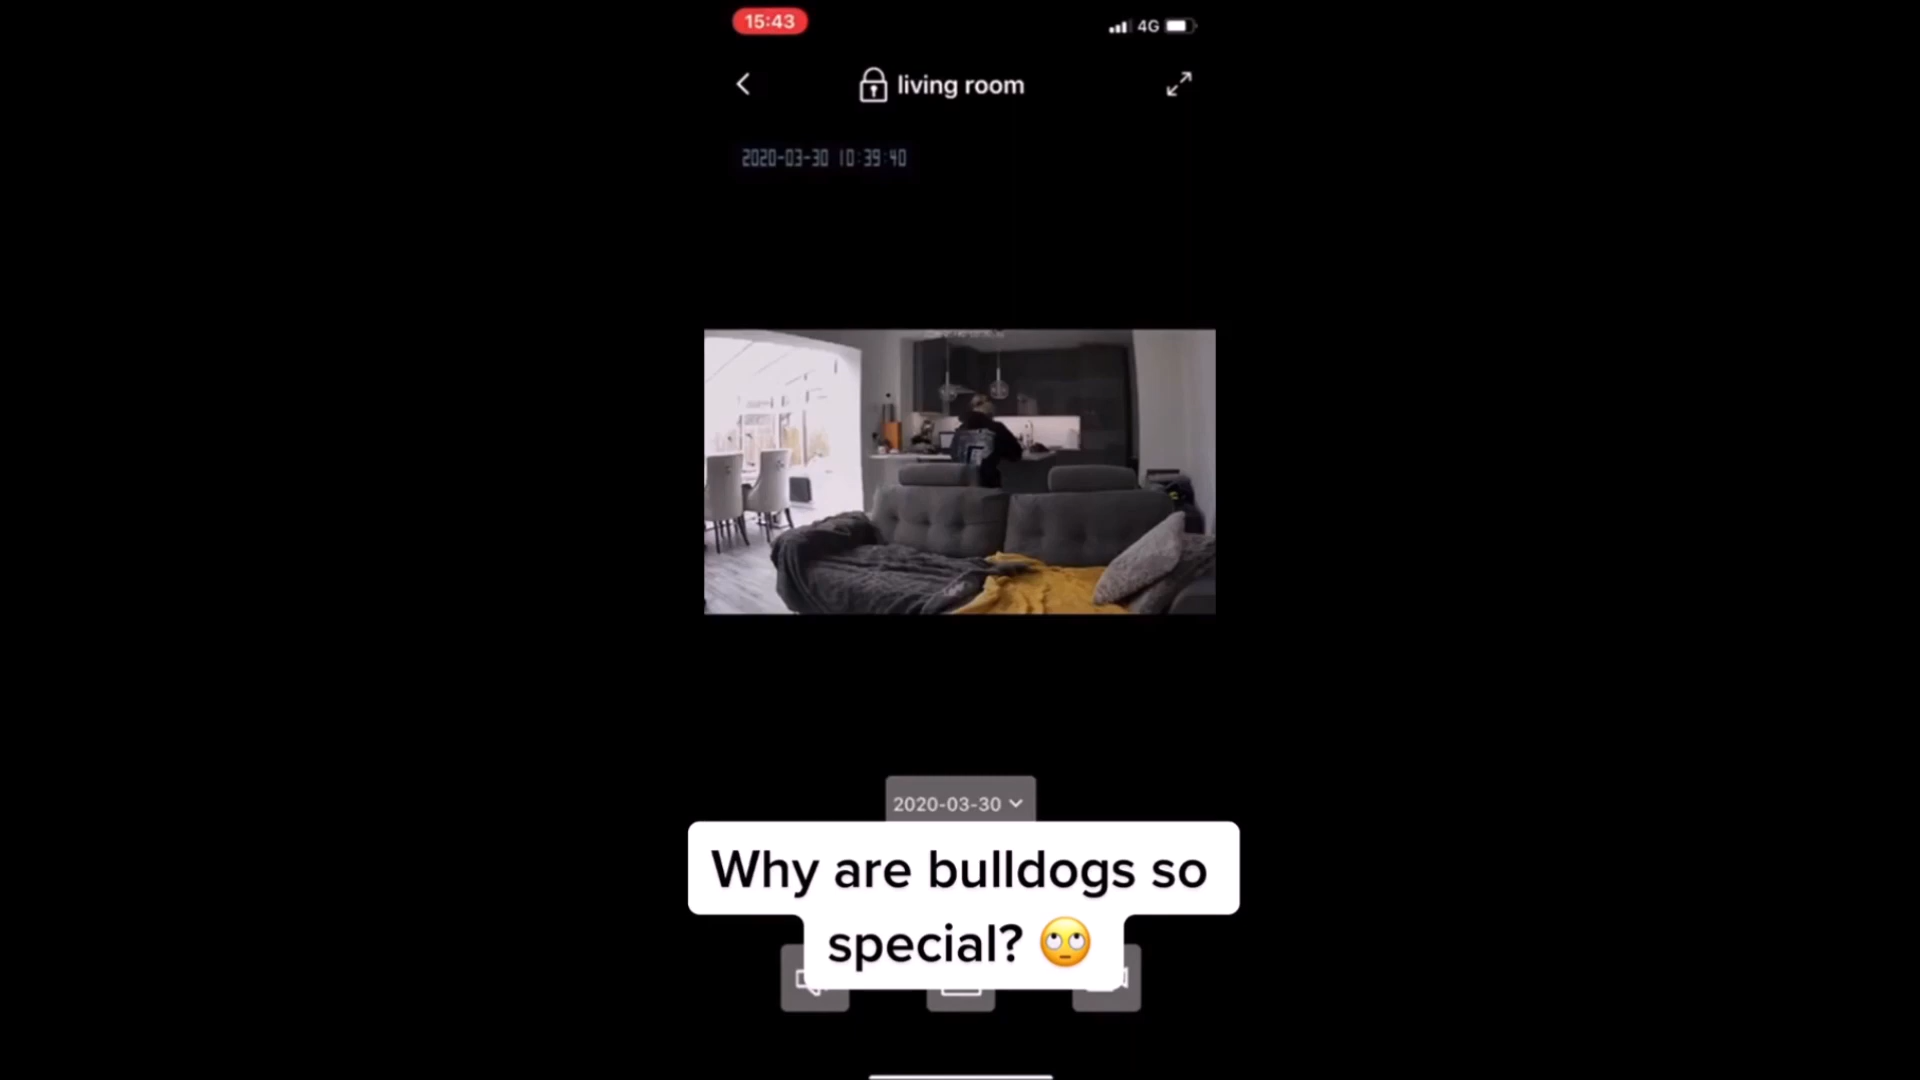 15:43
4G
living room
2020-03-30 10:39:40
2020-03-30
Why are bulldogs so
special? 🙄